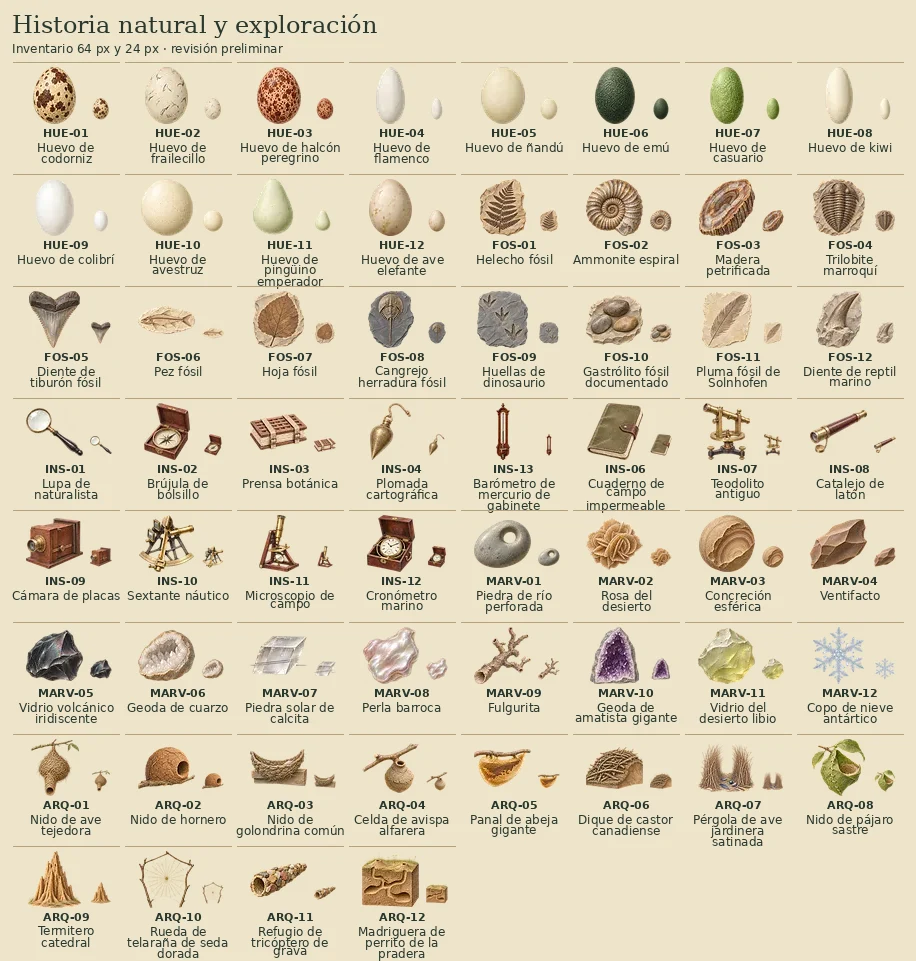 Historia natural y exploración
Inventario 64 px y 24 px · revisión preliminar
HUE-01
Huevo de
codorniz
HUE-02
Huevo de
frailecillo
HUE-03
Huevo de halcón
peregrino
HUE-04
Huevo de
flamenco
HUE-05
Huevo de ñandú
HUE-06
Huevo de emú
HUE-07
Huevo de
casuario
HUE-08
Huevo de kiwi
HUE-09
Huevo de colibrí
HUE-10
Huevo de
avestruz
HUE-11
Huevo de
pingüino
emperador
HUE-12
Huevo de ave
elefante
FOS-01
Helecho fósil
FOS-02
Ammonite espiral
FOS-03
Madera
petrificada
FOS-04
Trilobite
marroquí
FOS-05
Diente de
tiburón fósil
FOS-06
Pez fósil
FOS-07
Hoja fósil
FOS-08
Cangrejo
herradura fósil
FOS-09
Huellas de
dinosaurio
FOS-10
Gastrólito fósil
documentado
FOS-11
Pluma fósil de
Solnhofen
FOS-12
Diente de reptil
marino
INS-01
Lupa de
naturalista
INS-02
Brújula de
bolsillo
INS-03
Prensa botánica
INS-04
Plomada
cartográfica
INS-13
Barómetro de
mercurio de
gabinete
INS-06
Cuaderno de
campo
impermeable
INS-07
Teodolito
antiguo
INS-08
Catalejo de
latón
INS-09
Cámara de placas
INS-10
Sextante náutico
INS-11
Microscopio de
campo
INS-12
Cronómetro
marino
MARV-01
Piedra de río
perforada
MARV-02
Rosa del
desierto
MARV-03
Concreción
esférica
MARV-04
Ventifacto
MARV-05
Vidrio volcánico
iridiscente
MARV-06
Geoda de cuarzo
MARV-07
Piedra solar de
calcita
MARV-08
Perla barroca
MARV-09
Fulgurita
MARV-10
Geoda de
amatista gigante
MARV-11
Vidrio del
desierto libio
MARV-12
Copo de nieve
antártico
ARQ-01
Nido de ave
tejedora
ARQ-02
Nido de hornero
ARQ-03
Nido de
golondrina común
ARQ-04
Celda de avispa
alfarera
ARQ-05
Panal de abeja
gigante
ARQ-06
Dique de castor
canadiense
ARQ-07
Pérgola de ave
jardinera
satinada
ARQ-08
Nido de pájaro
sastre
ARQ-09
Termitero
catedral
ARQ-10
Rueda de
telaraña de seda
dorada
ARQ-11
Refugio de
tricóptero de
grava
ARQ-12
Madriguera de
perrito de la
pradera